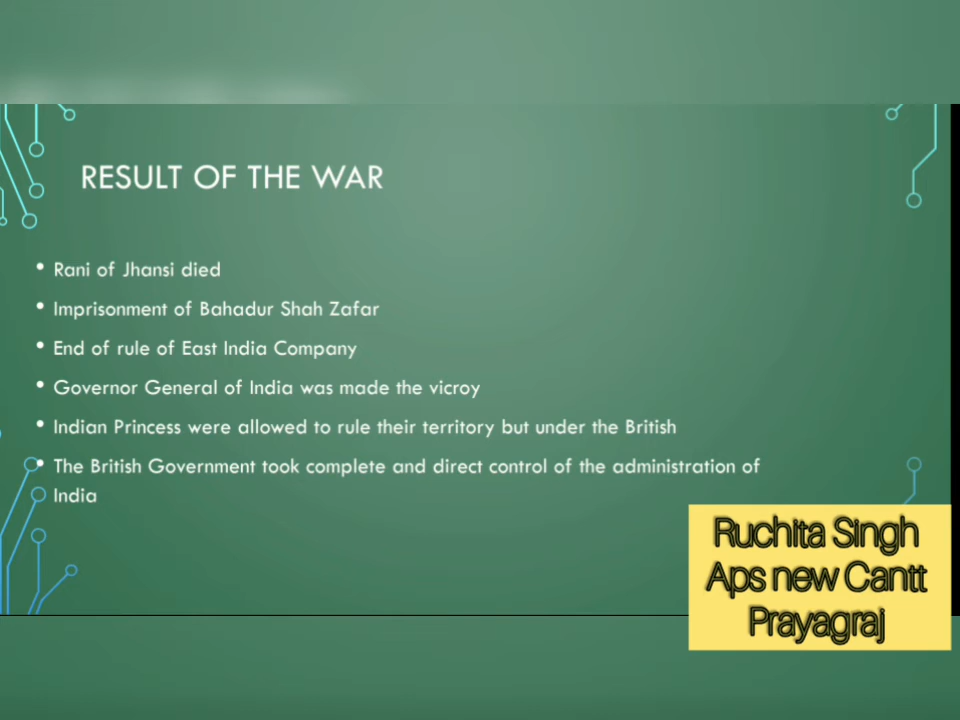 RESULT OF THE WAR
• Rani of Jhansi died
• Imprisonment of Bahadur Shah Zafar
• End of rule of East India Company
• Governor General of India was made the vicroy
• Indian Princess were allowed to rule their territory but under the British
• The British Government took complete and direct control of the administration of
India
Ruchita Singh
Aps new Cantt
Prayagraj